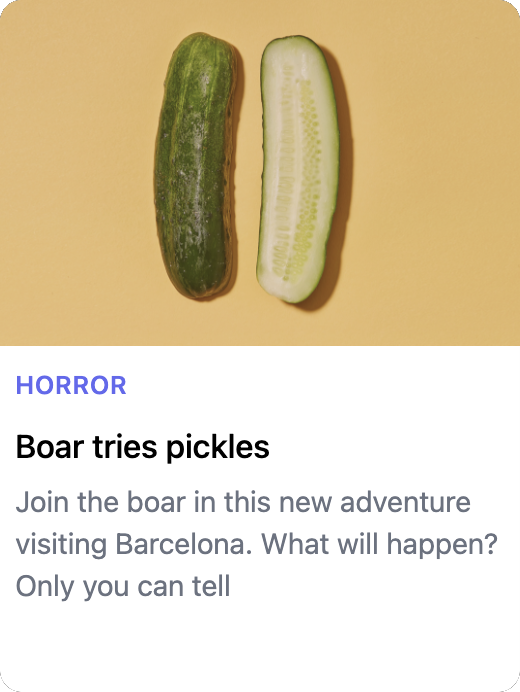 HORROR
Boar tries pickles
Join the boar in this new adventure
visiting Barcelona. What will happen?
Only you can tell